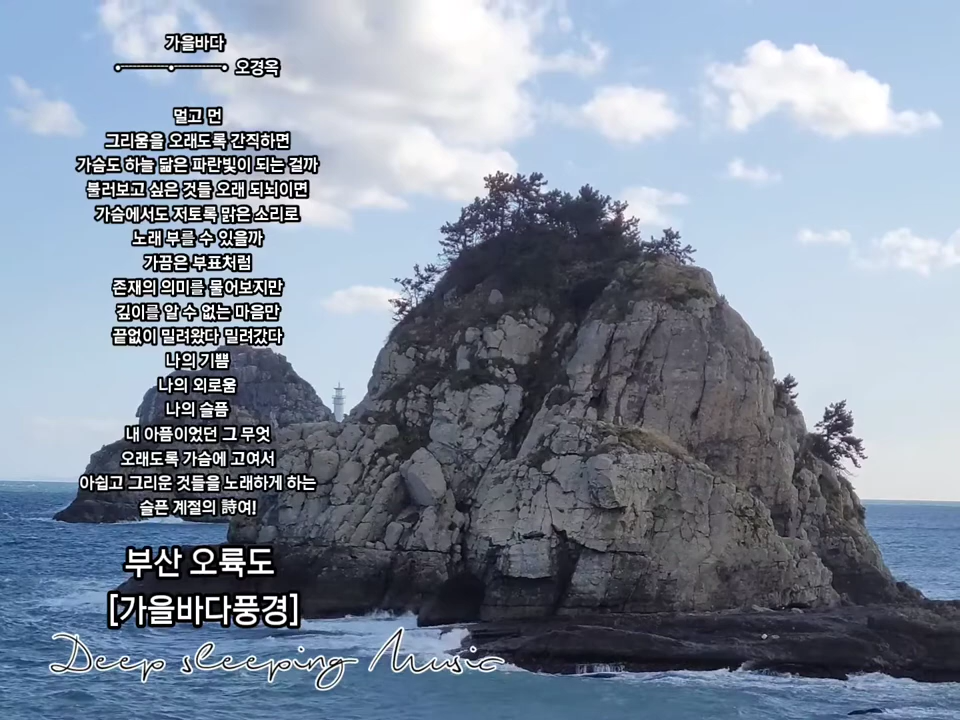 가을바다
오경옥
멀고 먼
그리움을 오래도록 간직하면
가슴도 하늘 닮은 파란빛이 되는 걸까
불러보고 싶은 것들 오래 되뇌이면
가슴에서도 저토록 맑은 소리로
노래 부를 수 있을까
가끔은 부표처럼
존재의 의미를 물어보지만
깊이를 알 수 없는 마음만
끝없이 밀려왔다 밀려갔다
나의 기쁨
나의 외로움
나의 슬픔
내 아픔이었던 그 무엇
오래도록 가슴에 고여서
아쉽고 그리운 것들을 노래하게 하는
슬픈 계절의 詩여!
부산 오륙도
[가을바다풍경]
Deep sleeping Music